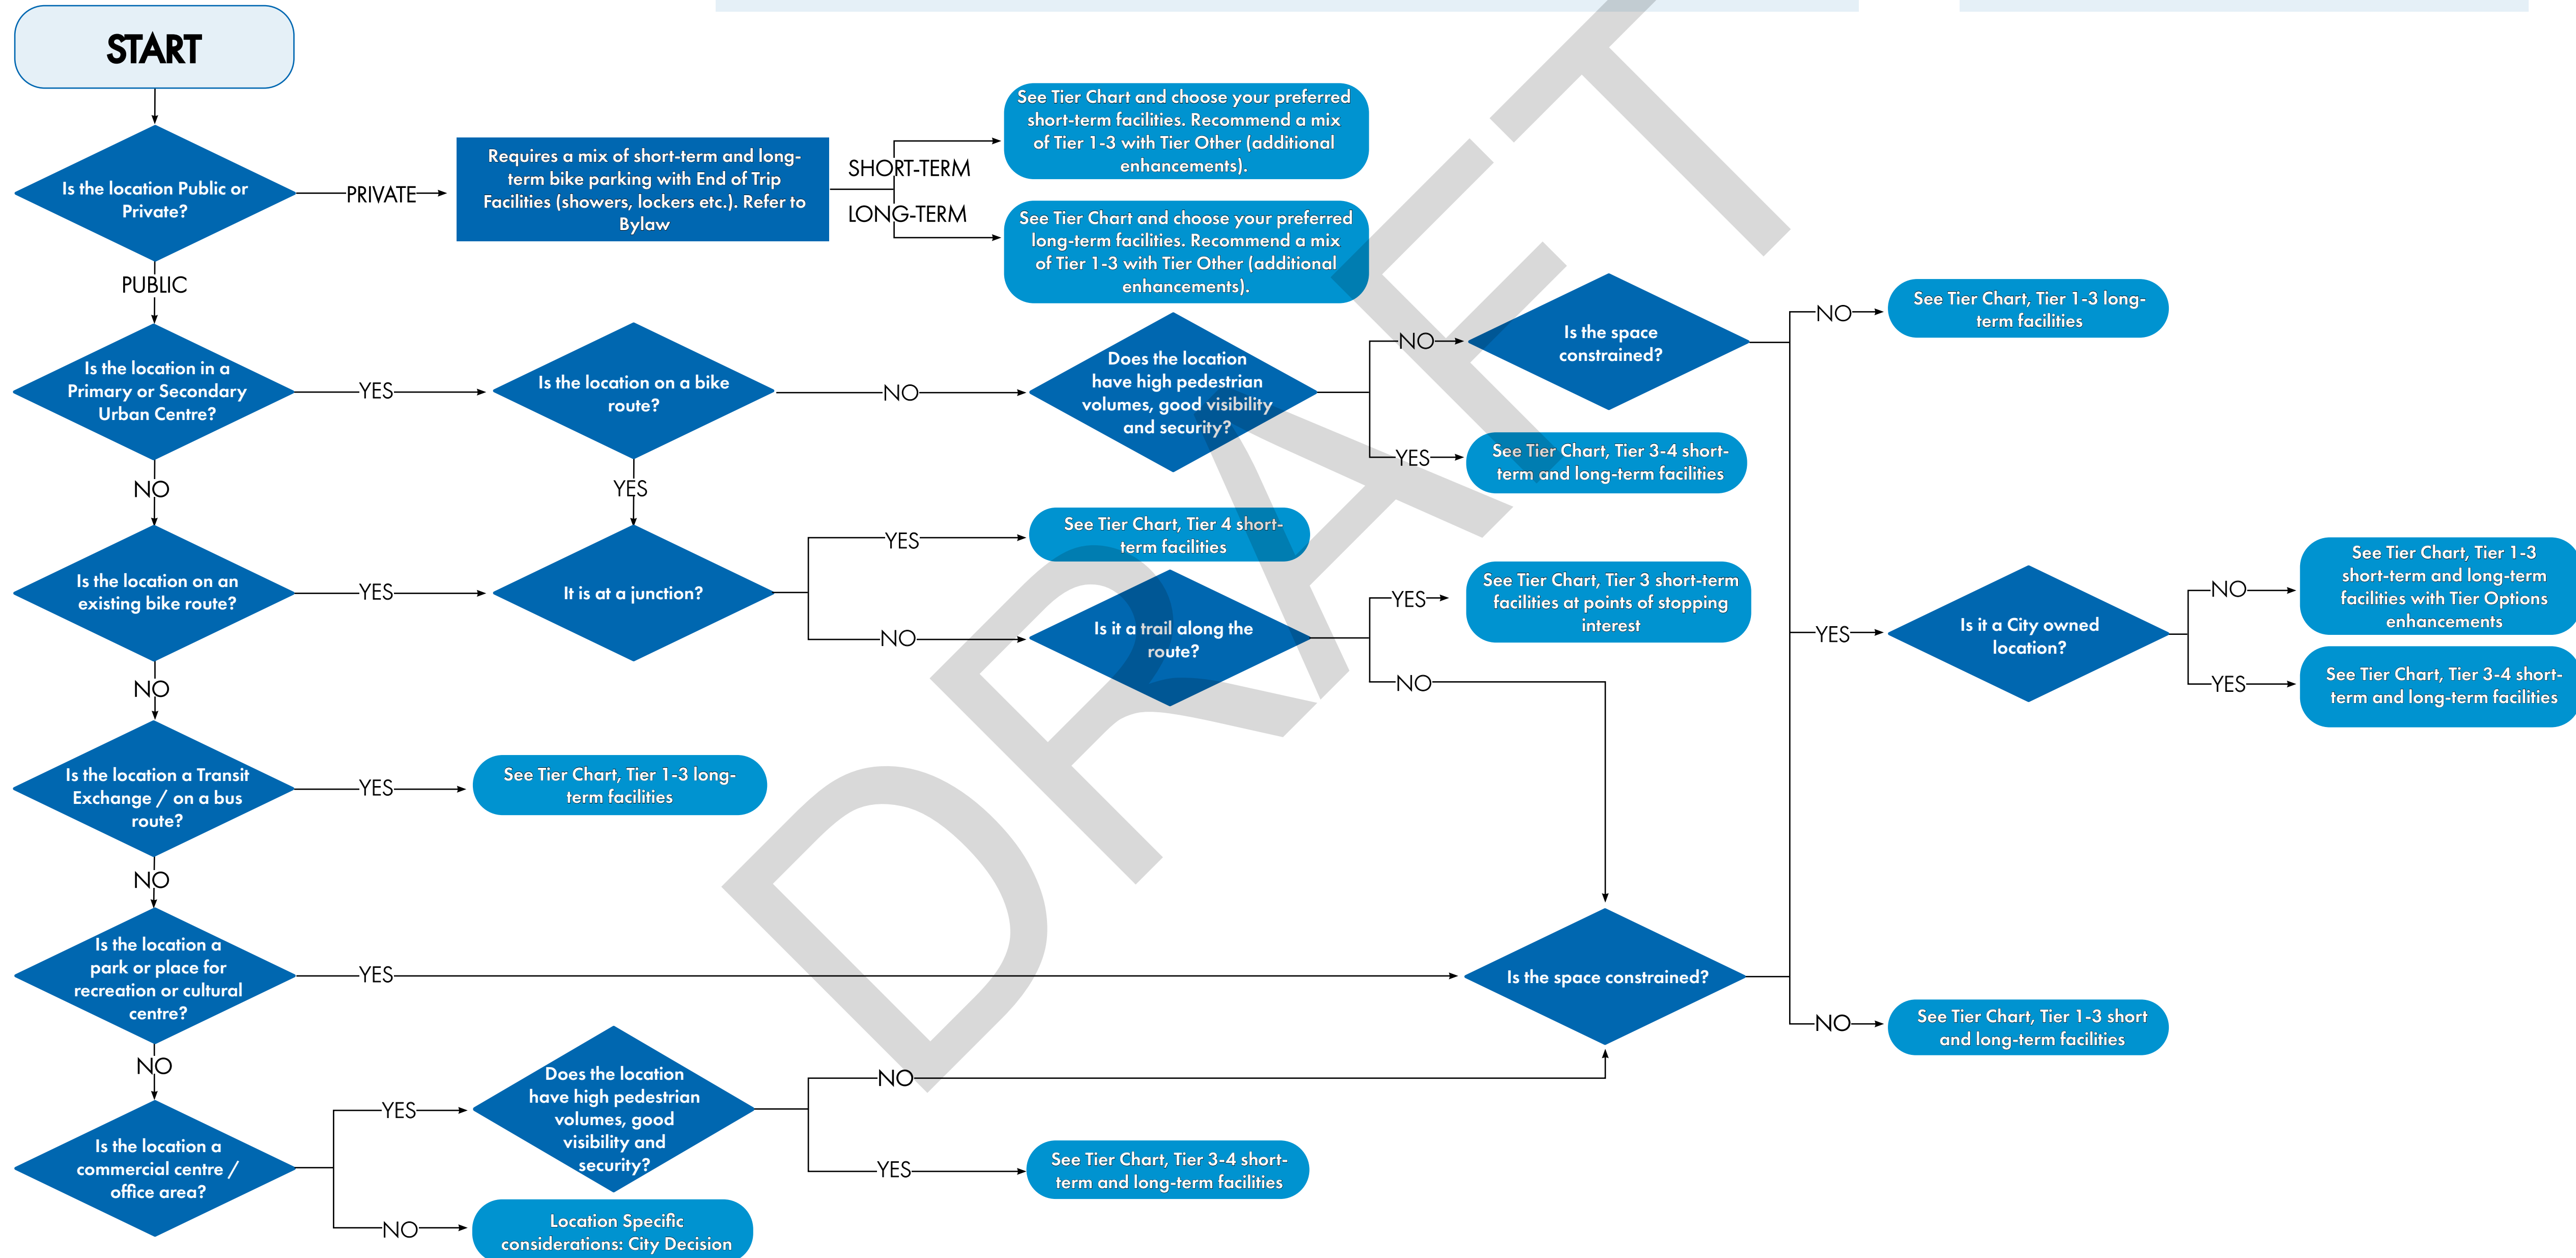 START
Is the location Public or
Private?
PRIVATE
Requires a mix of short-term and long-
term bike parking with End of Trip
Facilities (showers, lockers etc.). Refer to
Bylaw
SHORT-TERM
LONG-TERM
See Tier Chart and choose your preferred
short-term facilities. Recommend a mix
of Tier 1-3 with Tier Other (additional
enhancements).
See Tier Chart and choose your preferred
long-term facilities. Recommend a mix
of Tier 1-3 with Tier Other (additional
enhancements).
PUBLIC
Is the location in a
Primary or Secondary
Urban Centre?
YES
Is the location on a bike
route?
NO
Does the location
have high pedestrian
volumes, good visibility
and security?
NO
Is the space
constrained?
NO
See Tier Chart, Tier 1-3 long-
term facilities
YES
See Tier Chart, Tier 3-4 short-
term and long-term facilities
NO
YES
Is the location on an
existing bike route?
YES
It is at a junction?
YES
See Tier Chart, Tier 4 short-
term facilities
NO
Is it a trail along the
route?
YES
See Tier Chart, Tier 3 short-term
facilities at points of stopping
interest
NO
YES
Is it a City owned
location?
NO
See Tier Chart, Tier 1-3
short-term and long-term
facilities with Tier Options
enhancements
YES
See Tier Chart, Tier 3-4 short-
term and long-term facilities
NO
Is the location a Transit
Exchange / on a bus
route?
YES
See Tier Chart, Tier 1-3 long-
term facilities
NO
Is the location a
park or place for
recreation or cultural
centre?
YES
Is the space constrained?
NO
See Tier Chart, Tier 1-3 short
and long-term facilities
NO
Is the location a
commercial centre /
office area?
YES
Does the location
have high pedestrian
volumes, good
visibility and
security?
NO
YES
See Tier Chart, Tier 3-4 short-
term and long-term facilities
NO
Location Specific
considerations: City Decision
DRAFT